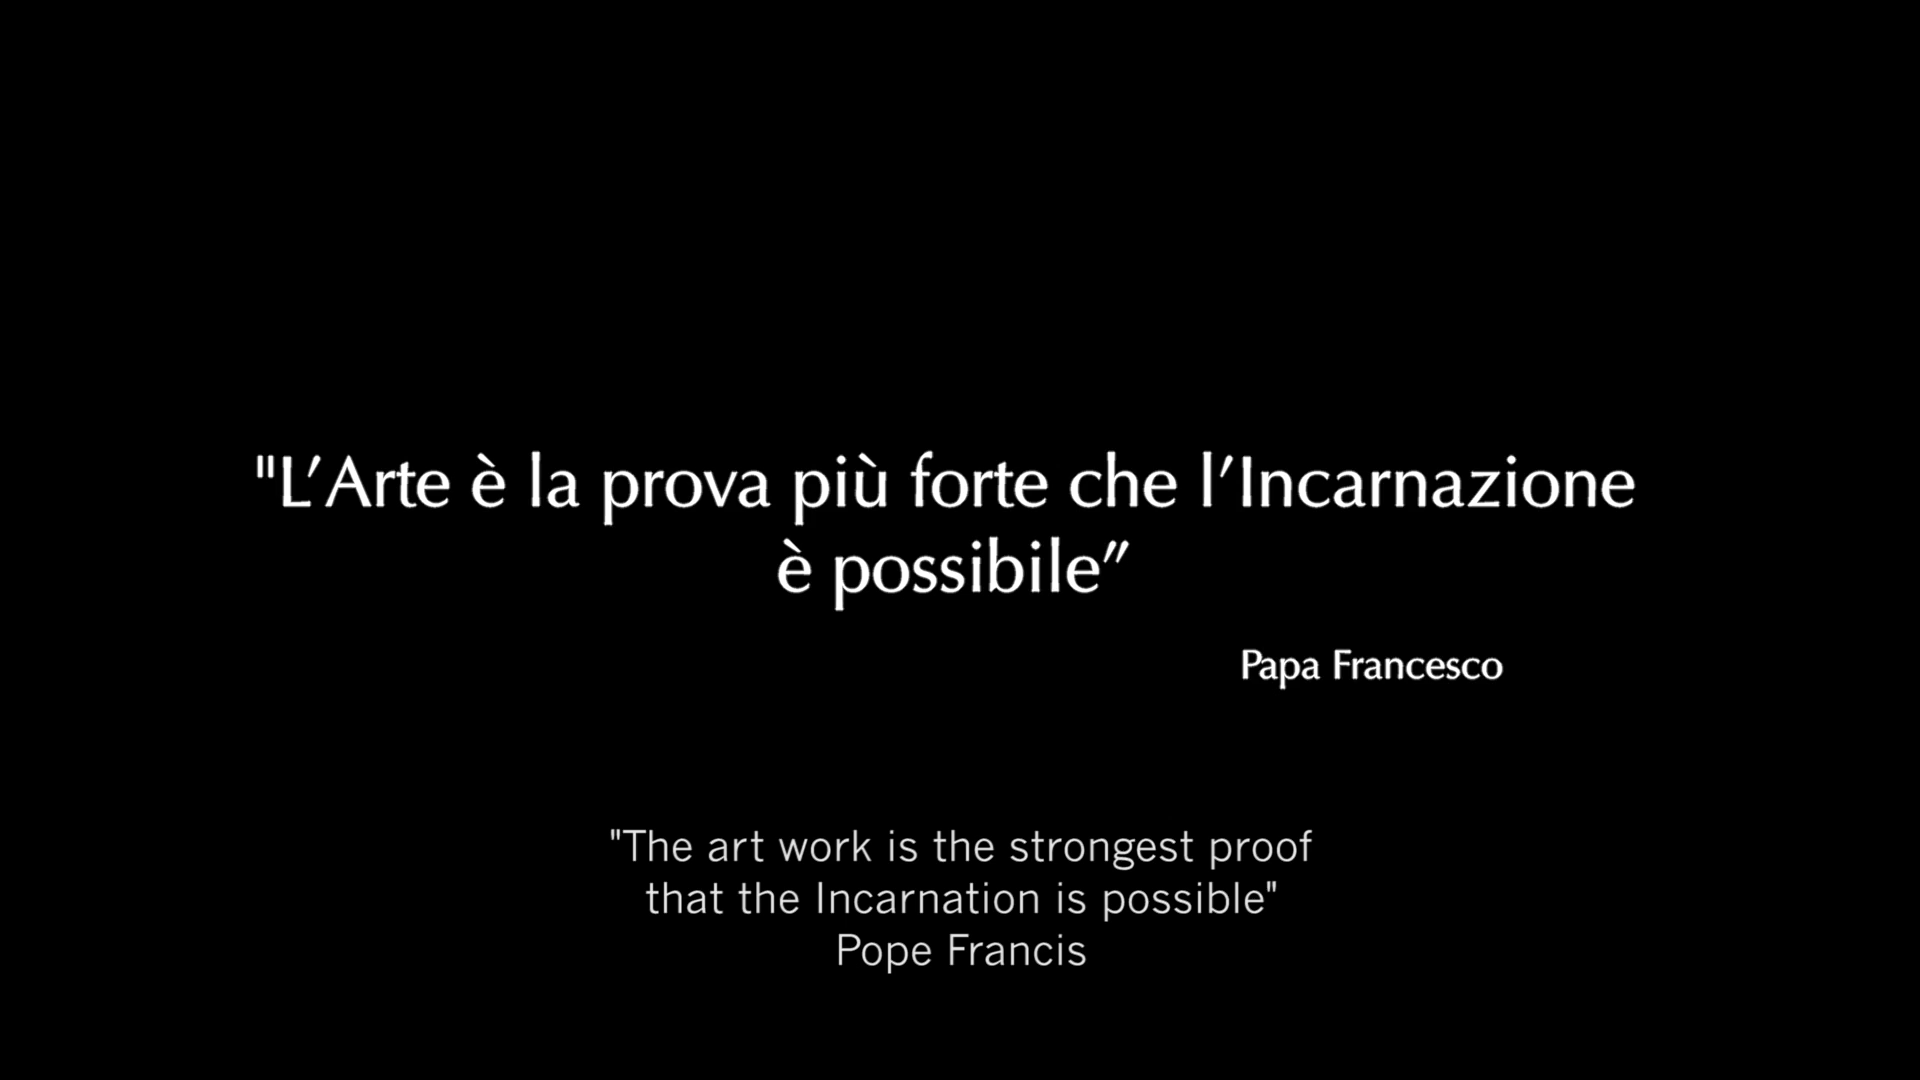 "L’Arte è la prova più forte che l’Incarnazione
è possibile”
Papa Francesco
"The art work is the strongest proof
that the Incarnation is possible"
Pope Francis